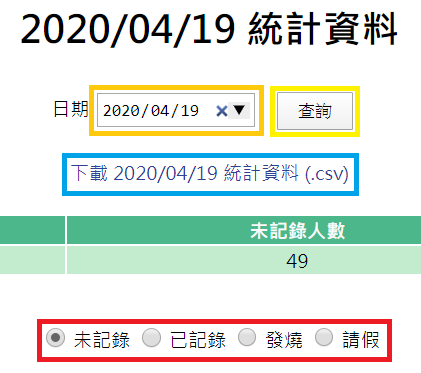 2020/04/19 統計資料
日期 2020/04/19 查詢
下載 2020/04/19 統計資料 (.csv)
未記錄人數
49
未記錄 已記錄 發燒 請假